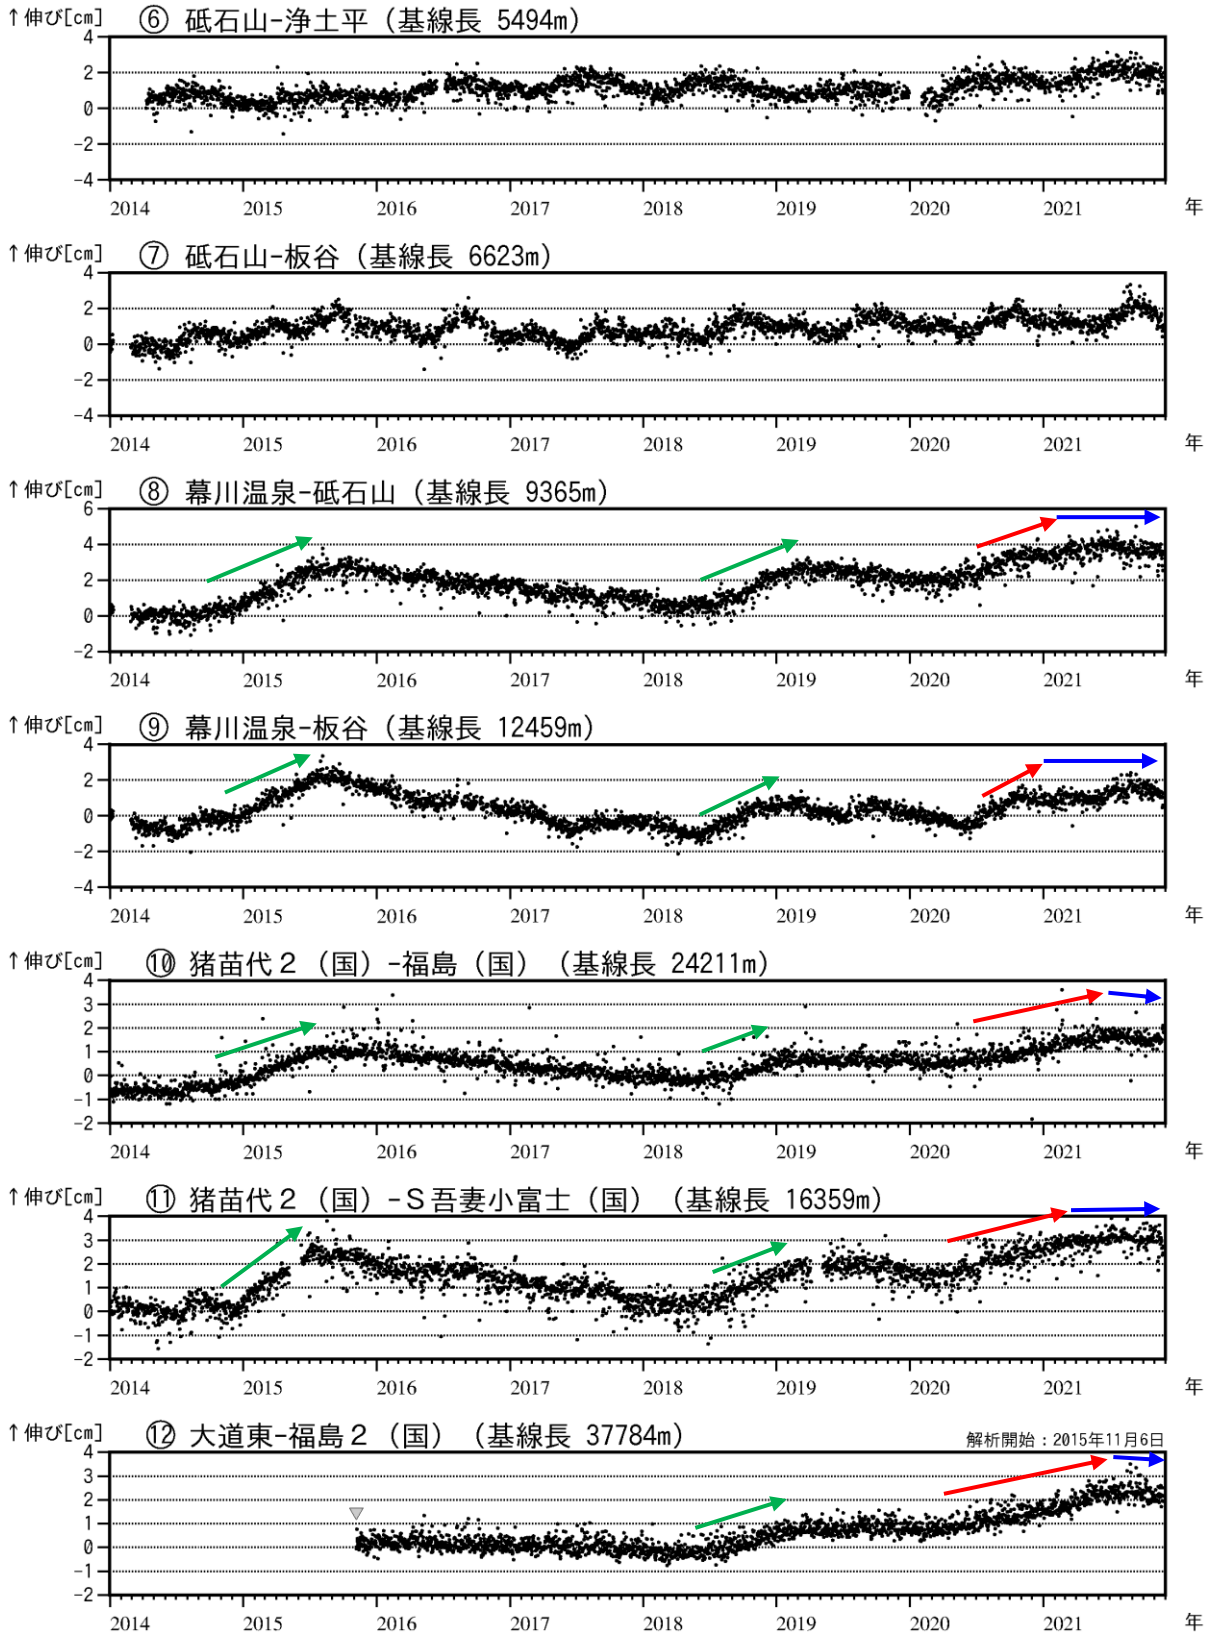 ↑伸び[cm] ⑥ 砥石山-浄土平（基線長 5494m）
4
2
0
-2
-4
2014 2015 2016 2017 2018 2019 2020 2021 年
↑伸び[cm] ⑦ 砥石山-板谷（基線長 6623m）
4
2
0
-2
-4
2014 2015 2016 2017 2018 2019 2020 2021 年
↑伸び[cm] ⑧ 幕川温泉-砥石山（基線長 9365m）
6
4
2
0
-2
2014 2015 2016 2017 2018 2019 2020 2021 年
↑伸び[cm] ⑨ 幕川温泉-板谷（基線長 12459m）
4
2
0
-2
-4
2014 2015 2016 2017 2018 2019 2020 2021 年
↑伸び[cm] ⑩ 猪苗代２（国）-福島（国）（基線長 24211m）
4
3
2
1
0
-1
-2
2014 2015 2016 2017 2018 2019 2020 2021 年
↑伸び[cm] ⑪ 猪苗代２（国）-Ｓ吾妻小富士（国）（基線長 16359m）
4
3
2
1
0
-1
-2
2014 2015 2016 2017 2018 2019 2020 2021 年
↑伸び[cm] ⑫ 大道東-福島２（国）（基線長 37784m）
解析開始：2015年11月6日
4
3
2
1
0
-1
-2
2014 2015 2016 2017 2018 2019 2020 2021 年